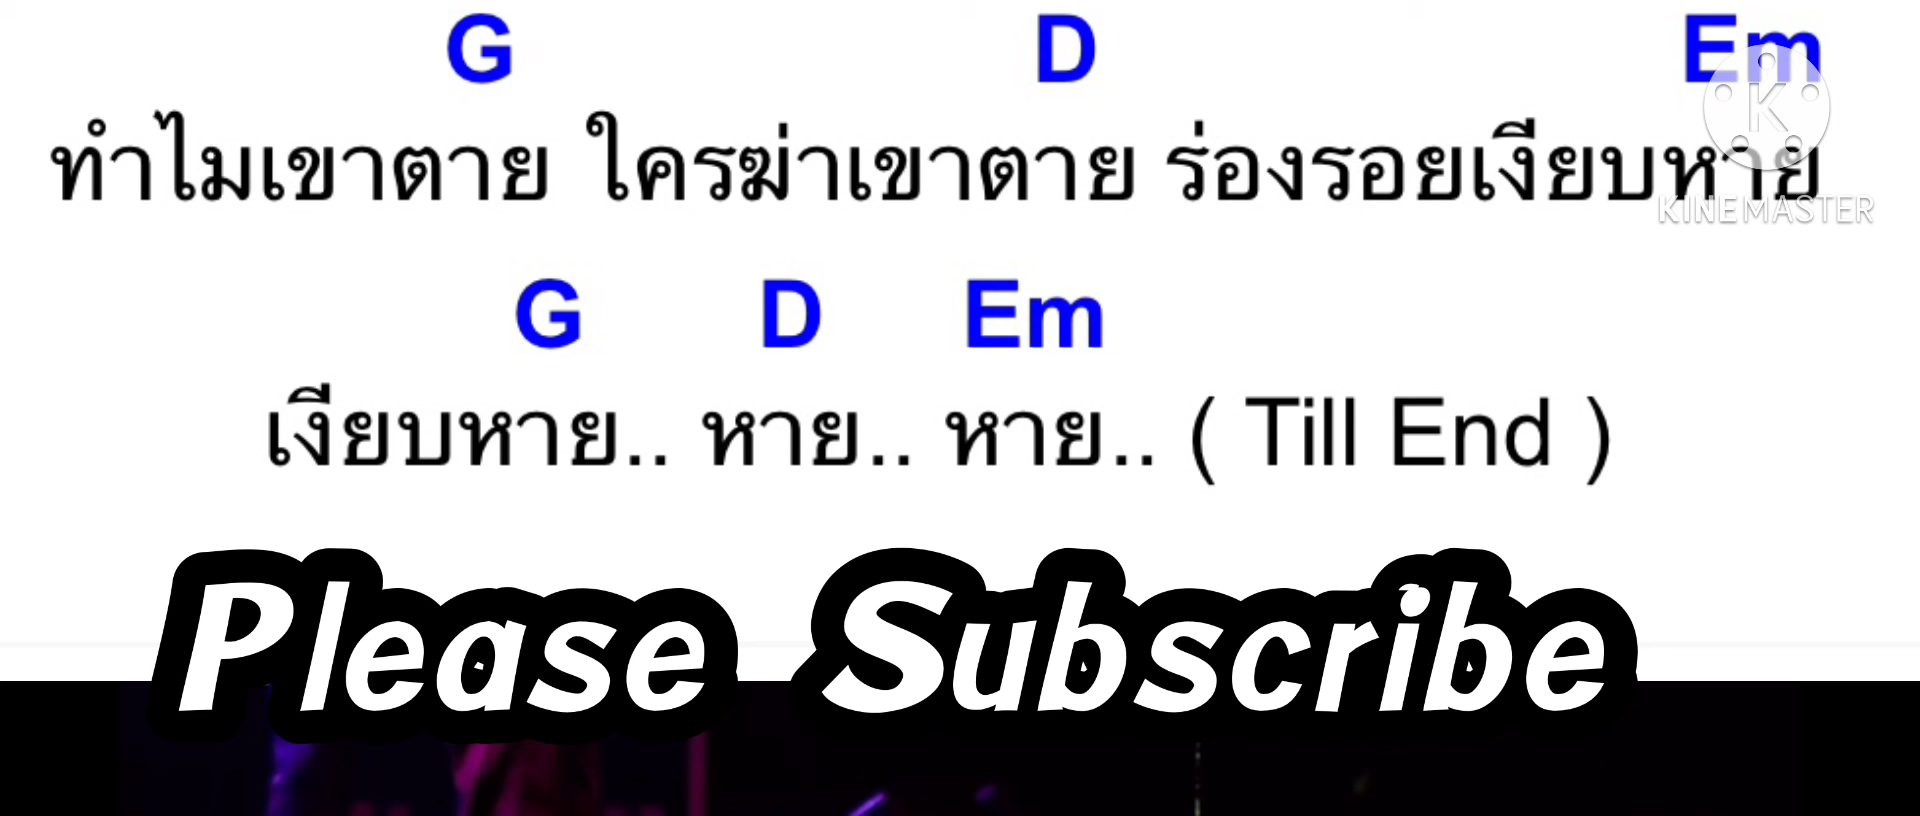 G D Em
ทำไมเขาตาย ใครฆ่าเขาตาย ร่องรอยเงียบหาย
KINEMASTER
G D Em
เงียบหาย.. หาย.. หาย.. ( Till End )
Please Subscribe